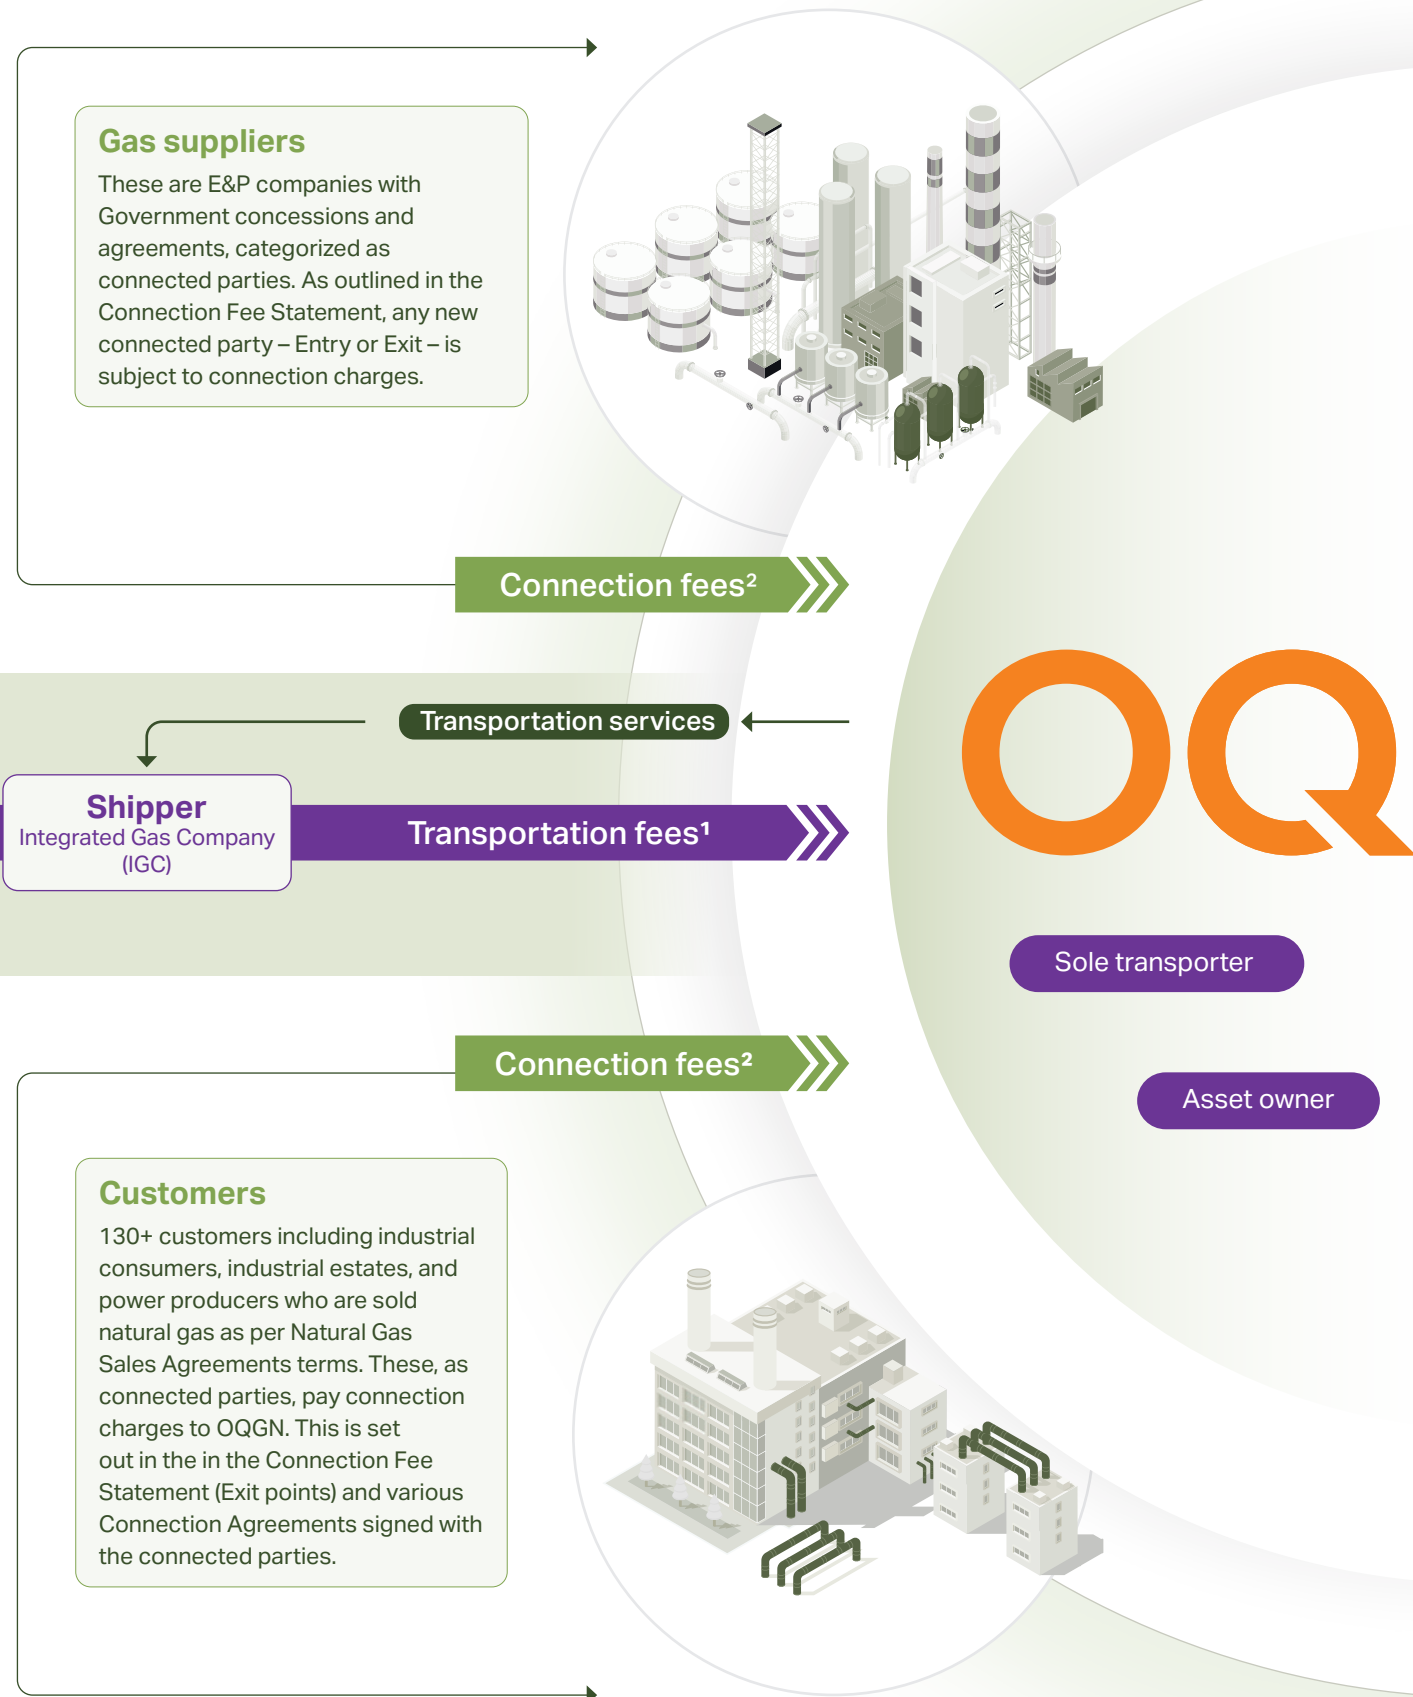 Gas suppliers
These are E&P companies with
Government concessions and
agreements, categorized as
connected parties. As outlined in the
Connection Fee Statement, any new
connected party – Entry or Exit – is
subject to connection charges.
Connection fees²
Transportation services
Shipper
Integrated Gas Company
(IGC)
Transportation fees¹
OQ
Sole transporter
Asset owner
Connection fees²
Customers
130+ customers including industrial
consumers, industrial estates, and
power producers who are sold
natural gas as per Natural Gas
Sales Agreements terms. These, as
connected parties, pay connection
charges to OQGN. This is set
out in the in the Connection Fee
Statement (Exit points) and various
Connection Agreements signed with
the connected parties.